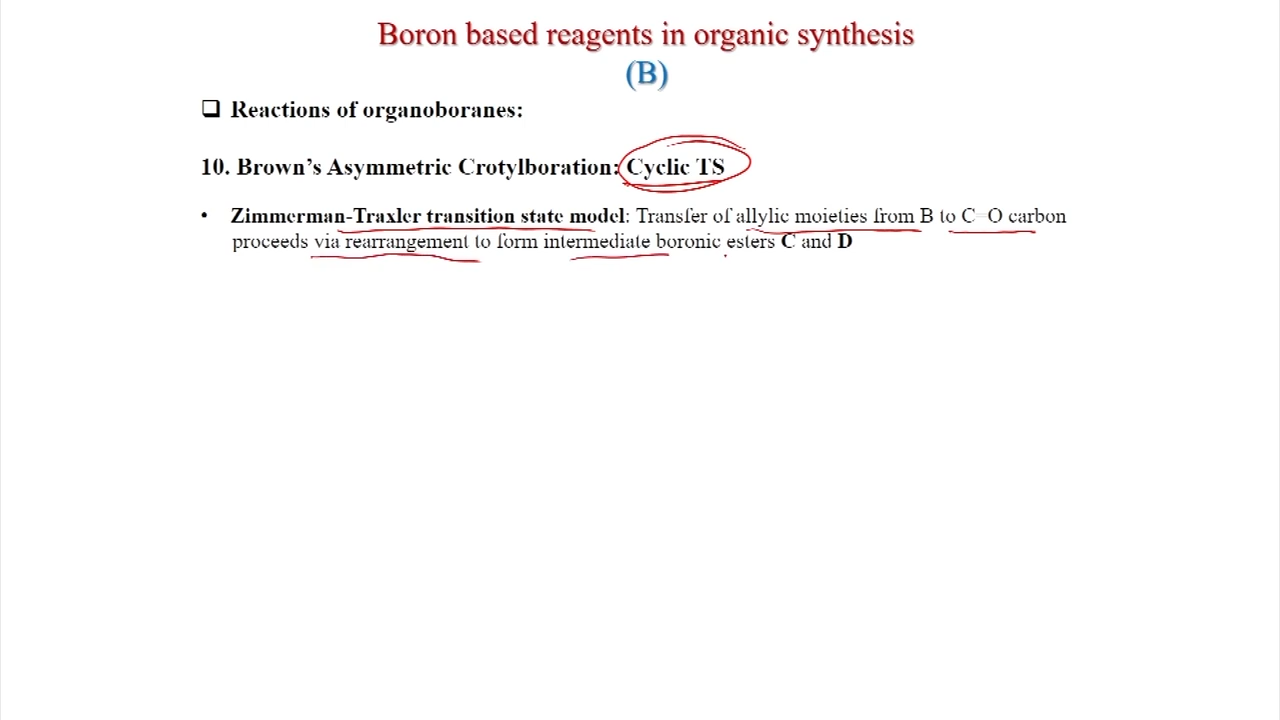 Boron based reagents in organic synthesis
(B)
❑ Reactions of organoboranes:
10. Brown's Asymmetric Crotylboration: Cyclic TS
• Zimmerman-Traxler transition state model: Transfer of allylic moieties from B to C=O carbon
proceeds via rearrangement to form intermediate boronic esters C and D